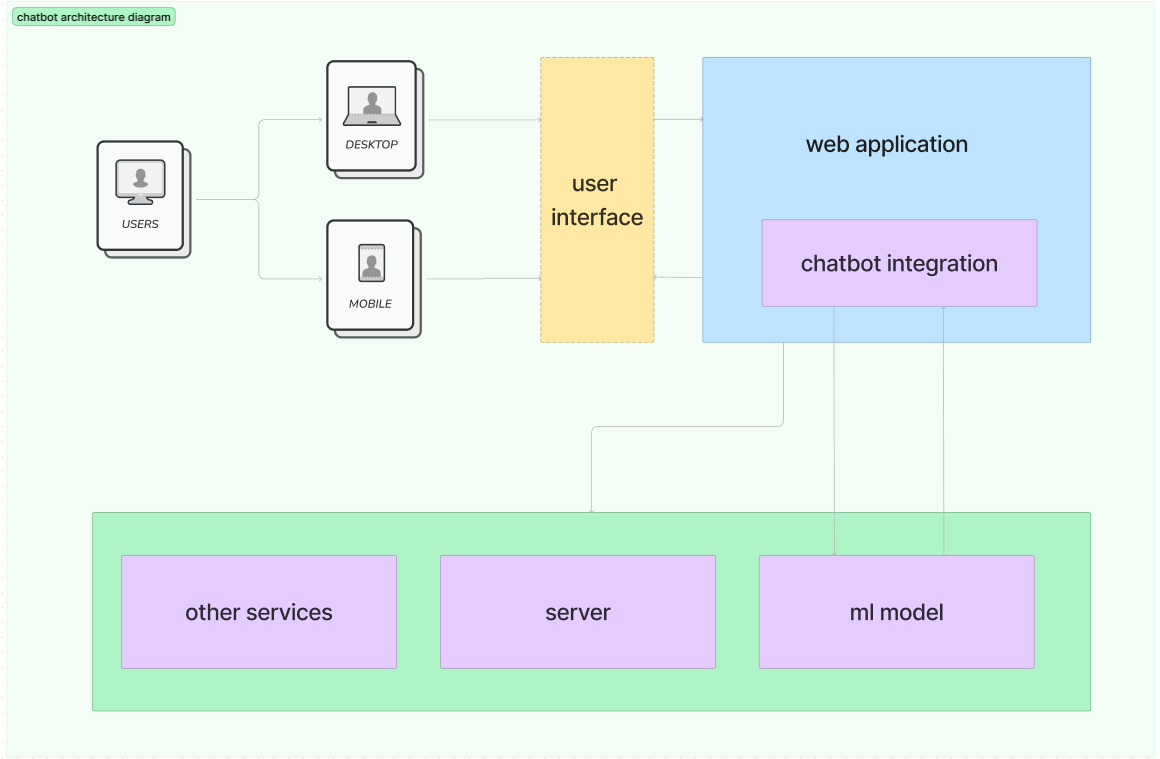 chatbot architecture diagram
USERS
DESKTOP
MOBILE
user
interface
web application
chatbot integration
other services
server
ml model